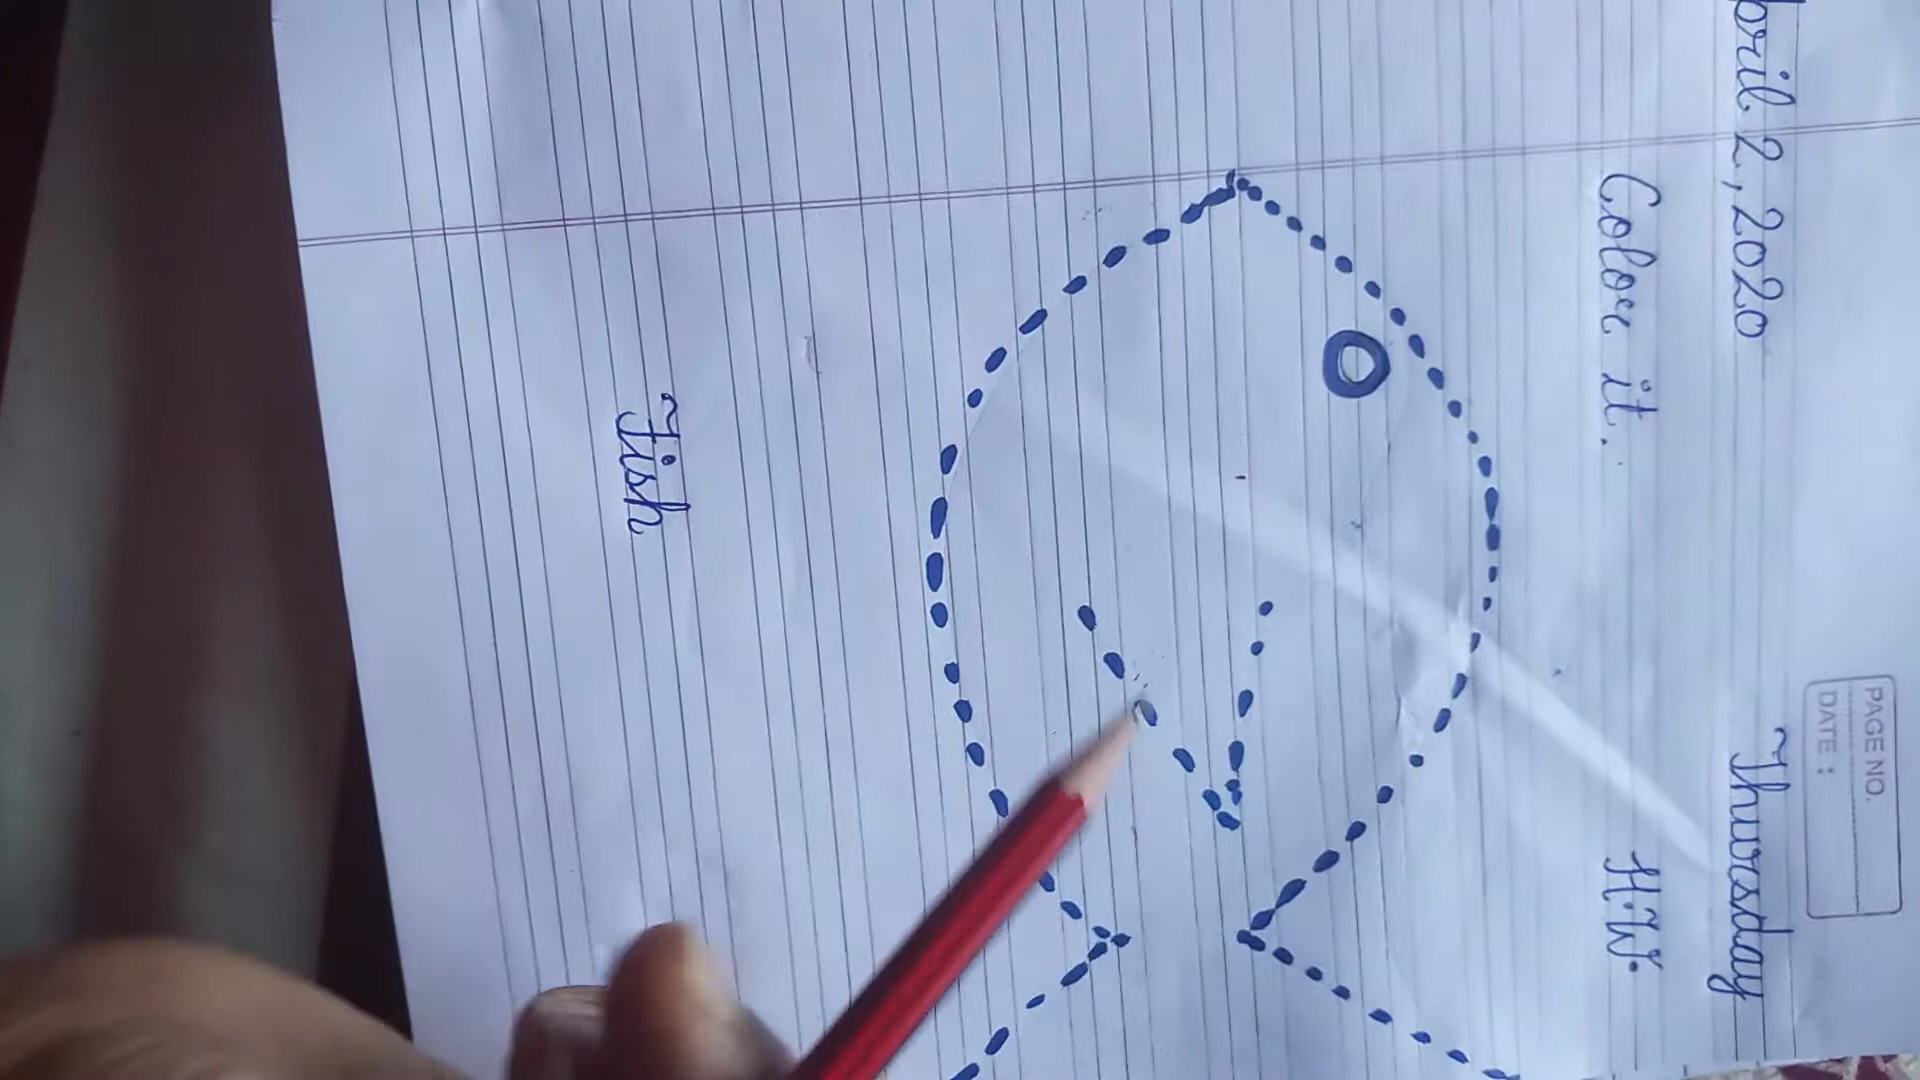 PAGE NO.
DATE :
April 2, 2020 Thursday
Color it. H.W.
Fish